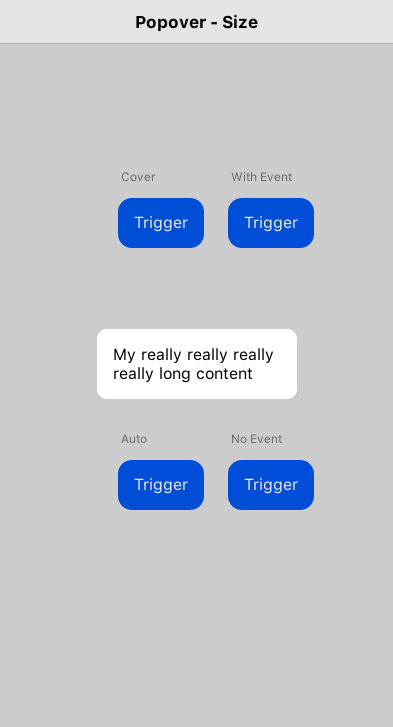 Popover - Size
Cover
With Event
Trigger
Trigger
My really really really
really long content
Auto
No Event
Trigger
Trigger